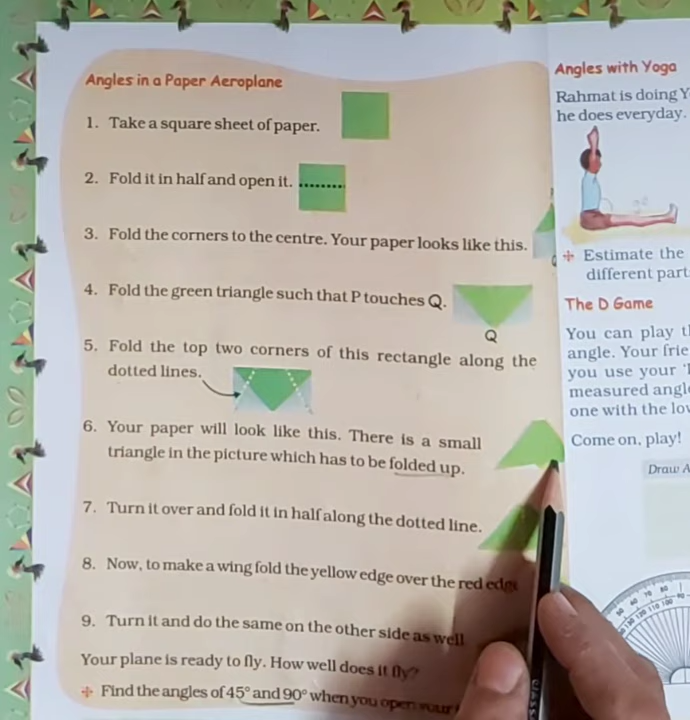 Angles in a Paper Aeroplane
1. Take a square sheet of paper.
2. Fold it in half and open it.
3. Fold the corners to the centre. Your paper looks like this.
4. Fold the green triangle such that P touches Q.
Q
5. Fold the top two corners of this rectangle along the
dotted lines.
6. Your paper will look like this. There is a small
triangle in the picture which has to be folded up.
7. Turn it over and fold it in half along the dotted line.
8. Now, to make a wing fold the yellow edge over the red edge
9. Turn it and do the same on the other side as well
Your plane is ready to fly. How well does it fly?
Find the angles of 45° and 90° when you open your
Angles with Yoga
Rahmat is doing Y
he does everyday.
Estimate the
different part
The D Game
You can play
angle. Your
you use your
measured
one with the
Come on, play!
Draw A